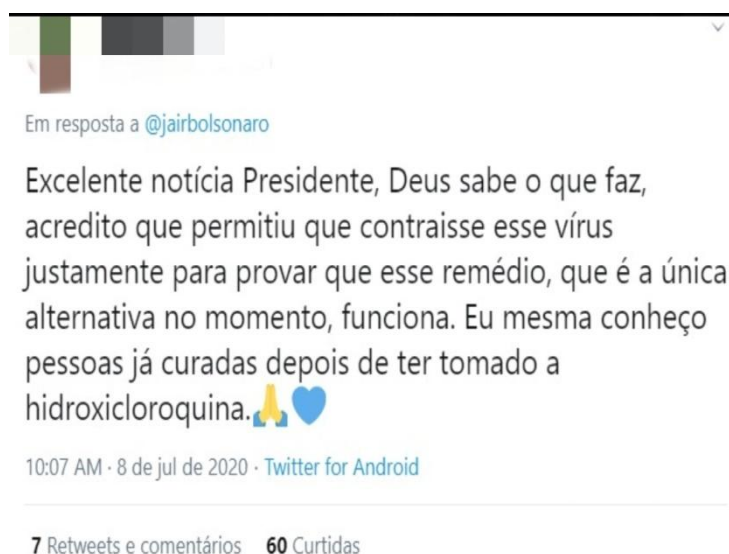 Em resposta a @jairbolsonaro
Excelente notícia Presidente, Deus sabe o que faz,
acredito que permitiu que contraisse esse vírus
justamente para provar que esse remédio, que é a única
alternativa no momento, funciona. Eu mesma conheço
pessoas já curadas depois de ter tomado a
hidroxicloroquina.🙏💙
10:07 AM · 8 de jul de 2020 · Twitter for Android
7 Retweets e comentários 60 Curtidas